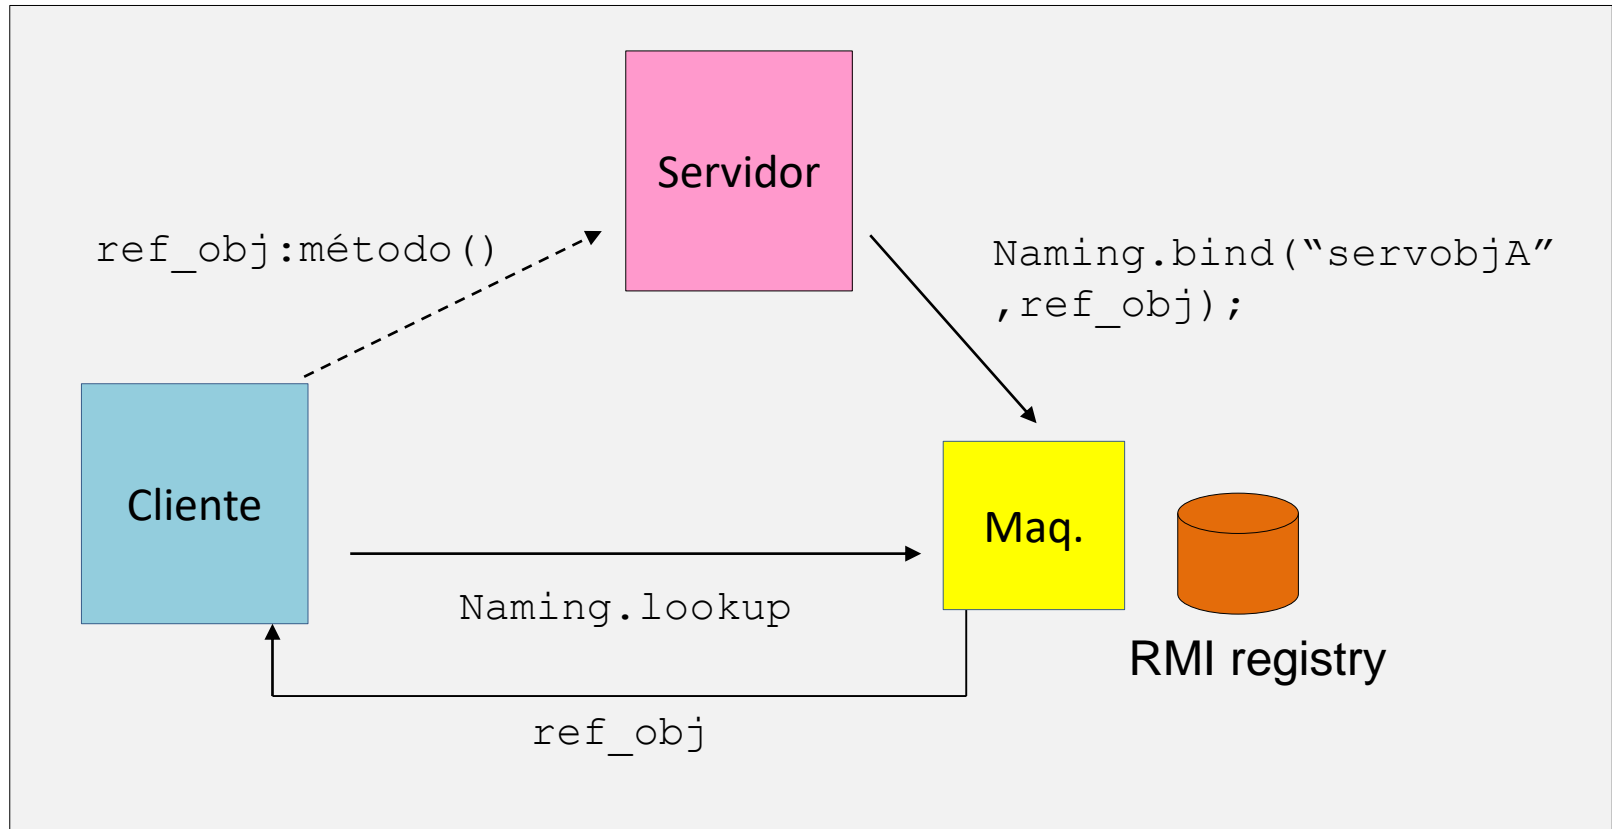 Servidor
ref_obj:método()
Naming.bind(“servobjA”
,ref_obj);
Cliente
Maq.
Naming.lookup
RMI registry
ref_obj